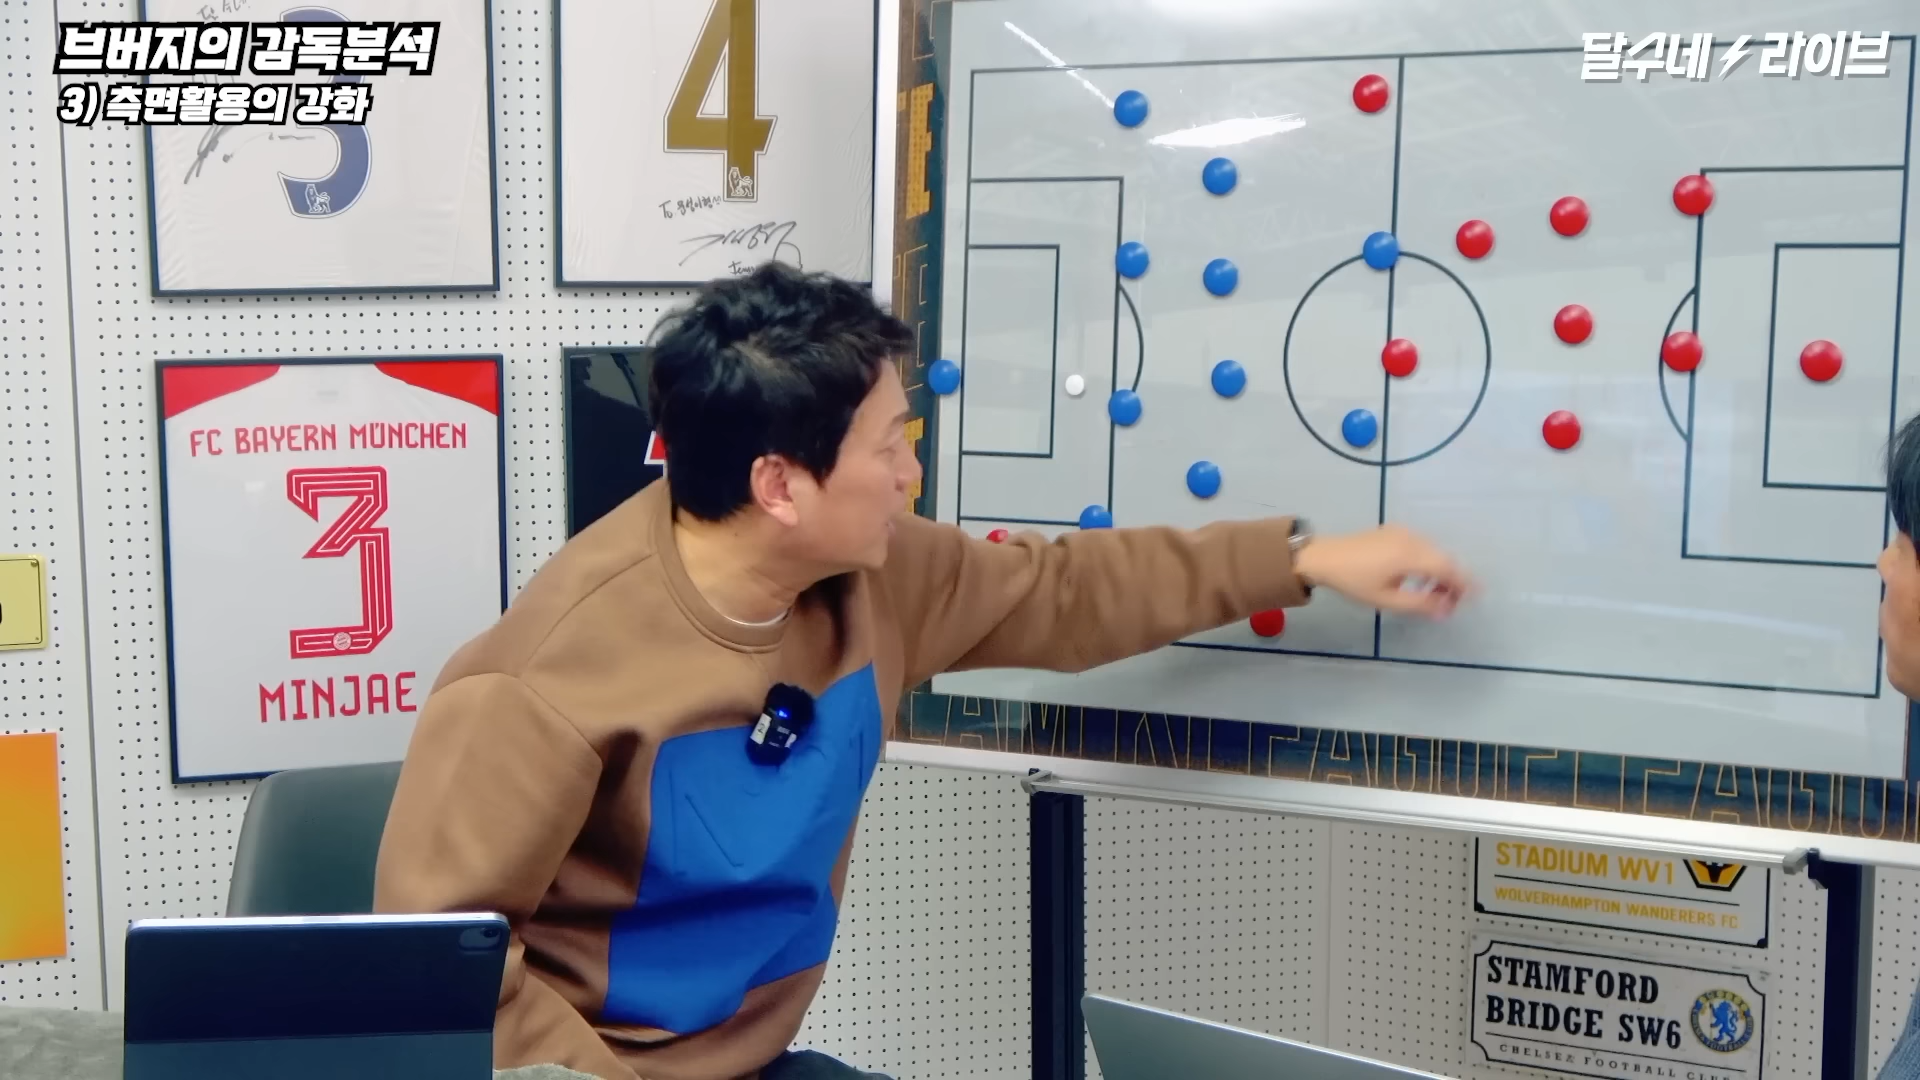 브버지의 감독분석
3) 측면활용의 강화
달수네 라이브
3
4
FC BAYERN MÜNCHEN
3
MINJAE
STADIUM WV1
WOLVERHAMPTON WANDERERS FC
STAMFORD
BRIDGE SW6
CHELSEA FOOTBALL CLUB